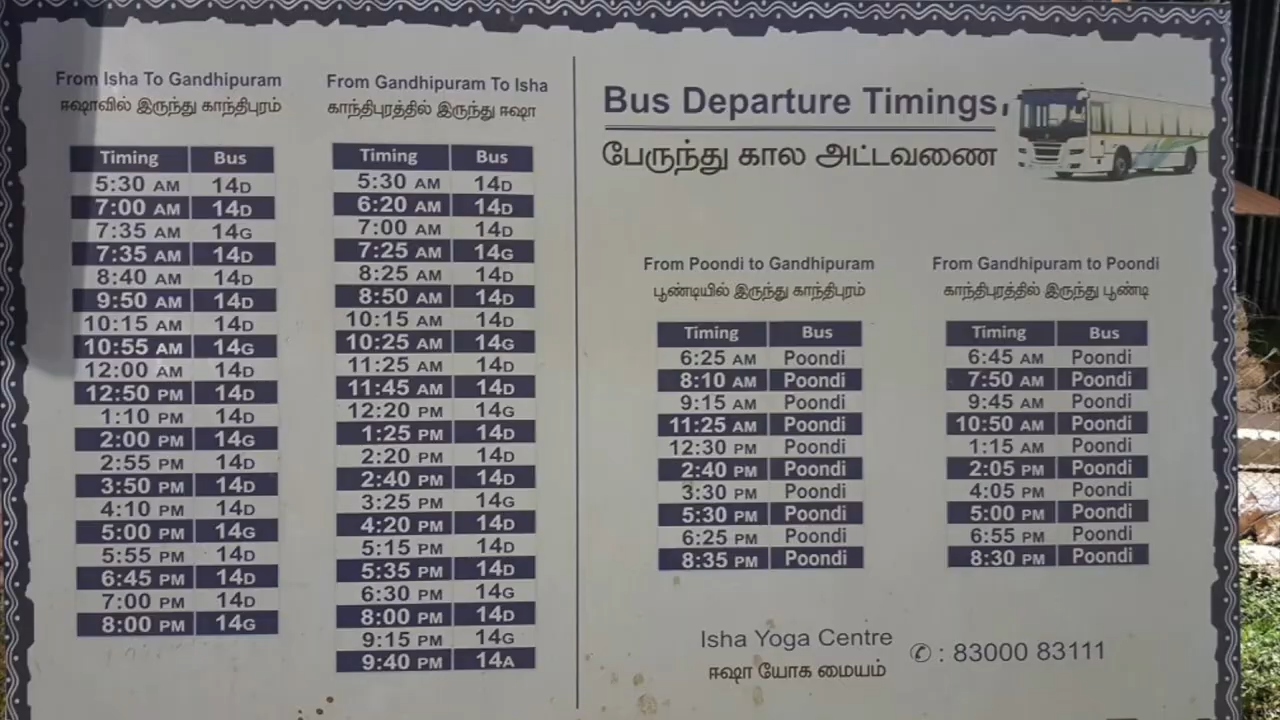 From Isha To Gandhipuram
ஈஷாவில் இருந்து காந்திபுரம்
Timing Bus
5:30 AM 14D
7:00 AM 14D
7:35 AM 14G
7:35 AM 14D
8:40 AM 14D
9:50 AM 14D
10:15 AM 14D
10:55 AM 14G
12:00 AM 14D
12:50 PM 14D
1:10 PM 14D
2:00 PM 14G
2:55 PM 14D
3:50 PM 14D
4:10 PM 14D
5:00 PM 14G
5:55 PM 14D
6:45 PM 14D
7:00 PM 14D
8:00 PM 14G
From Gandhipuram To Isha
காந்திபுரத்தில் இருந்து ஈஷா
Timing Bus
5:30 AM 14D
6:20 AM 14D
7:00 AM 14D
7:25 AM 14G
8:25 AM 14D
8:50 AM 14D
10:15 AM 14D
10:25 AM 14G
11:25 AM 14D
11:45 AM 14D
12:20 PM 14G
1:25 PM 14D
2:20 PM 14D
2:40 PM 14D
3:25 PM 14G
4:20 PM 14D
5:15 PM 14D
5:35 PM 14D
6:30 PM 14G
8:00 PM 14D
9:15 PM 14G
9:40 PM 14A
Bus Departure Timings,
பேருந்து கால அட்டவணை
From Poondi to Gandhipuram
பூண்டியில் இருந்து காந்திபுரம்
Timing Bus
6:25 AM Poondi
8:10 AM Poondi
9:15 AM Poondi
11:25 AM Poondi
12:30 PM Poondi
2:40 PM Poondi
3:30 PM Poondi
5:30 PM Poondi
6:25 PM Poondi
8:35 PM Poondi
From Gandhipuram to Poondi
காந்திபுரத்தில் இருந்து பூண்டி
Timing Bus
6:45 AM Poondi
7:50 AM Poondi
9:45 AM Poondi
10:50 AM Poondi
1:15 AM Poondi
2:05 PM Poondi
4:05 PM Poondi
5:00 PM Poondi
6:55 PM Poondi
8:30 PM Poondi
Isha Yoga Centre
ஈஷா யோக மையம்
✆ : 83000 83111